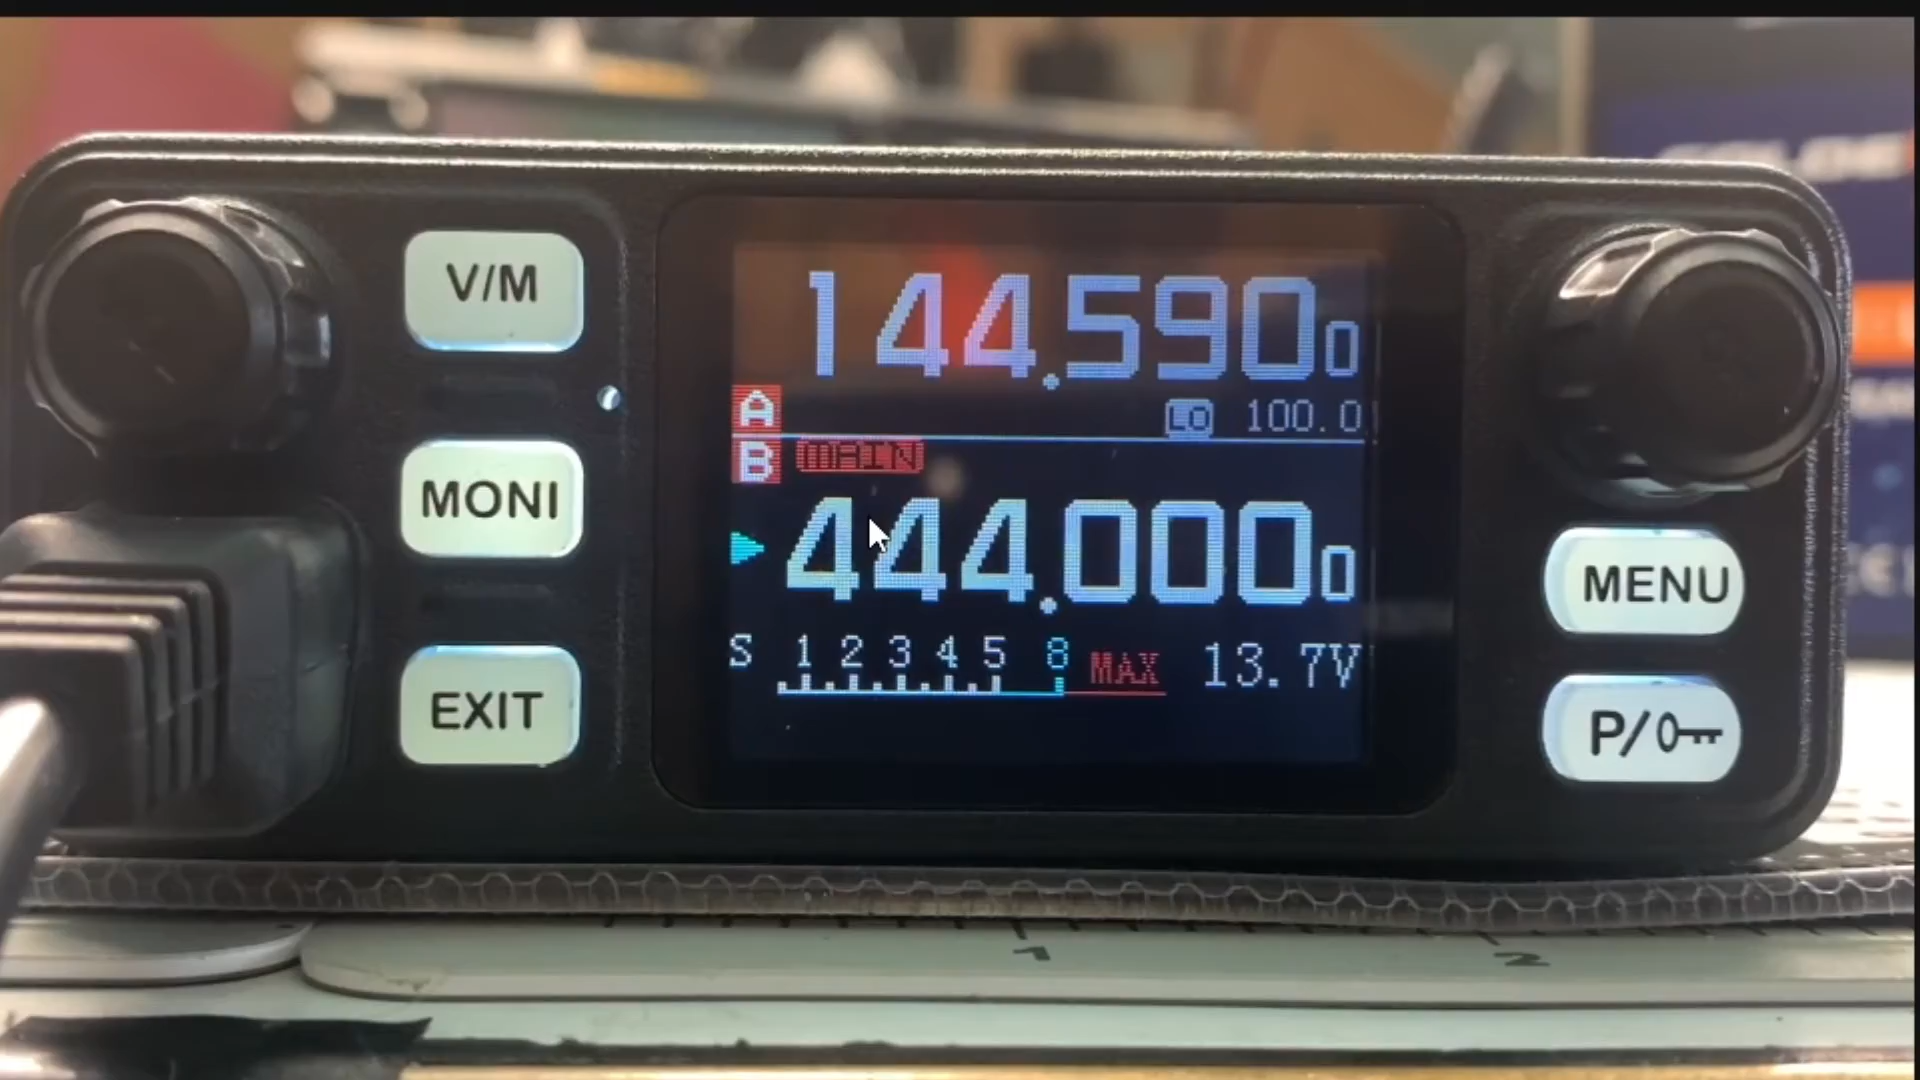 V/M
MONI
EXIT
144.5900
A
LO 100.0
B MAIN
444.0000
S 1 2 3 4 5 8 MAX 13.7V
MENU
P/
1 2